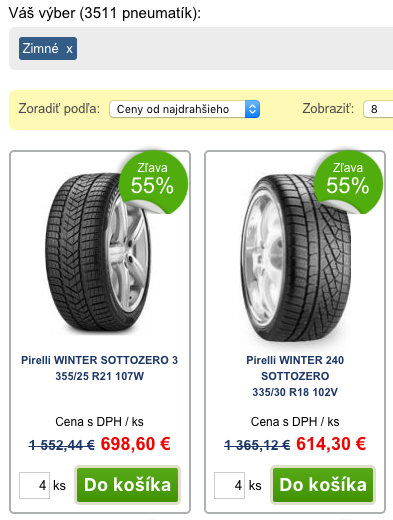 Váš výber (3511 pneumatík):
Zimné x
Zoradiť podľa: Ceny od najdrahšieho Zobraziť: 8
Zľava
55%
Zľava
55%
Pirelli WINTER SOTTOZERO 3
355/25 R21 107W
Pirelli WINTER 240
SOTTOZERO
335/30 R18 102V
Cena s DPH / ks
Cena s DPH / ks
1 552,44 € 698,60 €
1 365,12 € 614,30 €
4 ks Do košíka
4 ks Do košíka